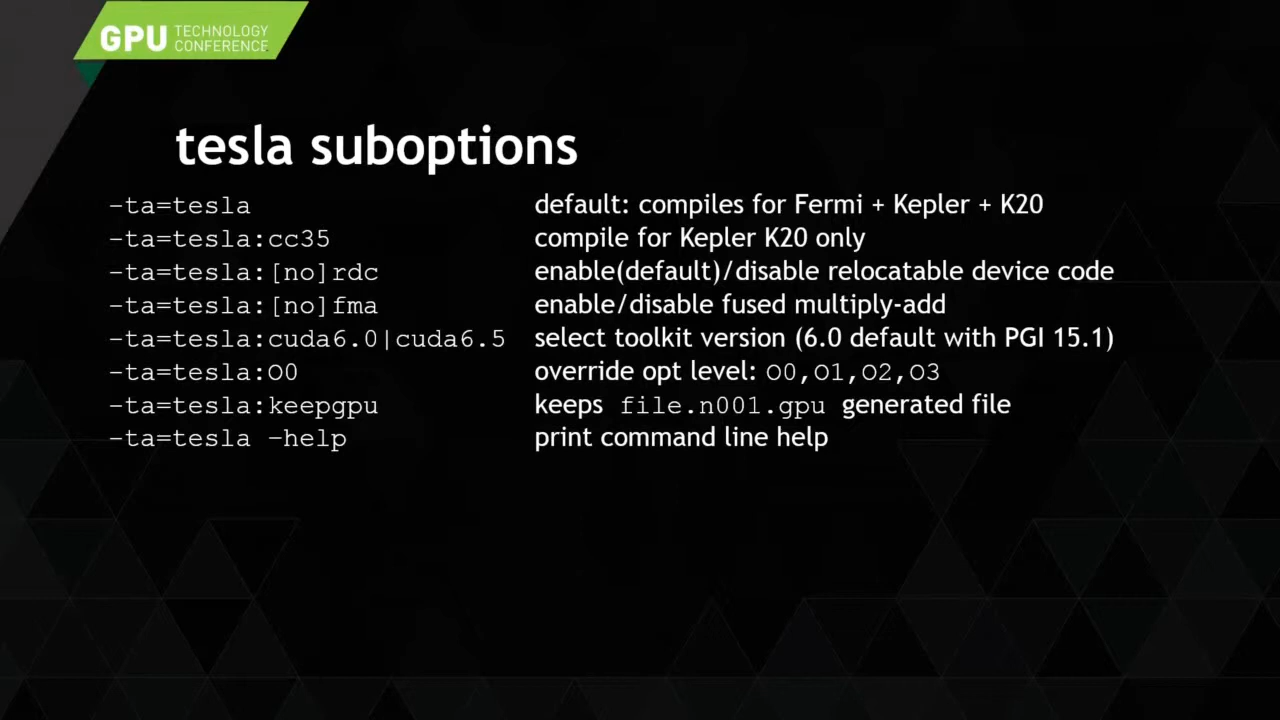 GPU TECHNOLOGY
CONFERENCE
tesla suboptions
-ta=tesla default: compiles for Fermi + Kepler + K20
-ta=tesla:cc35 compile for Kepler K20 only
-ta=tesla:[no]rdc enable(default)/disable relocatable device code
-ta=tesla:[no]fma enable/disable fused multiply-add
-ta=tesla:cuda6.0|cuda6.5 select toolkit version (6.0 default with PGI 15.1)
-ta=tesla:O0 override opt level: O0,O1,O2,O3
-ta=tesla:keepgpu keeps file.n001.gpu generated file
-ta=tesla -help print command line help